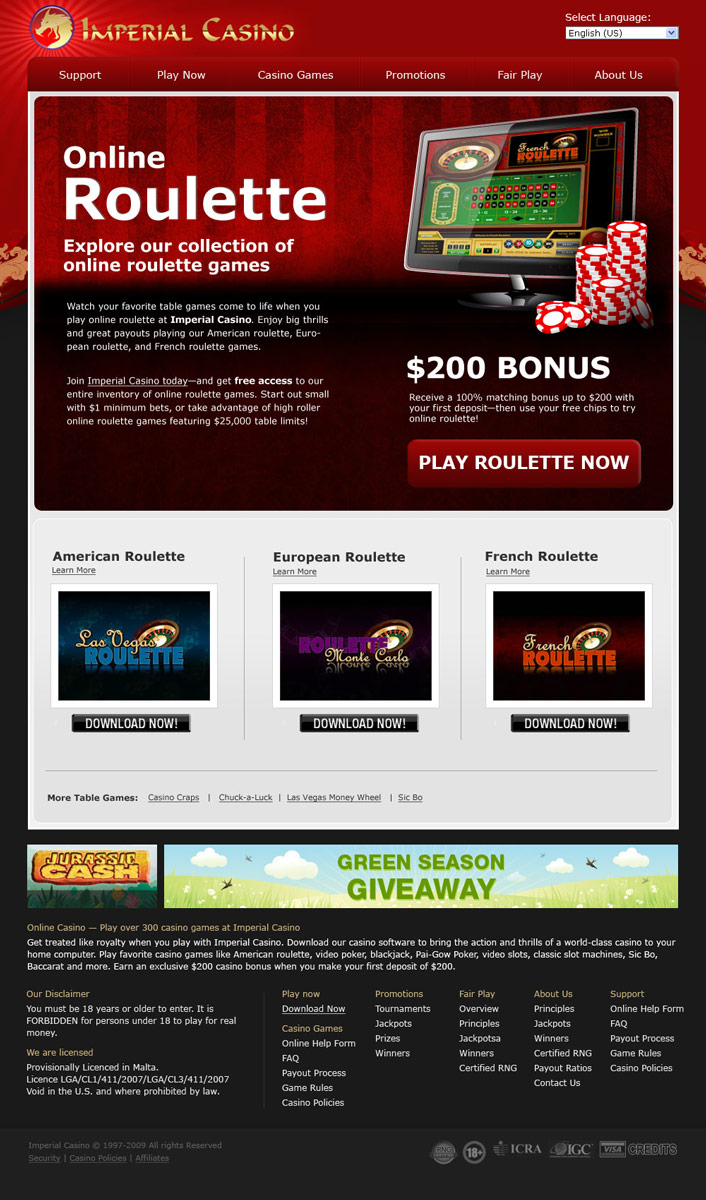 IMPERIAL CASINO
Select Language:
English (US)
Support
Play Now
Casino Games
Promotions
Fair Play
About Us
Online
Roulette
Explore our collection of
online roulette games
French
ROULETTE
Watch your favorite table games come to life when you
play online roulette at Imperial Casino. Enjoy big thrills
and great payouts playing our American roulette, Euro-
pean roulette, and French roulette games.
Join Imperial Casino today—and get free access to our
entire inventory of online roulette games. Start out small
with $1 minimum bets, or take advantage of high roller
online roulette games featuring $25,000 table limits!
$200 BONUS
Receive a 100% matching bonus up to $200 with
your first deposit—then use your free chips to try
online roulette!
PLAY ROULETTE NOW
American Roulette
Learn More
Las Vegas
ROULETTE
DOWNLOAD NOW!
European Roulette
Learn More
ROULETTE
Monte Carlo
DOWNLOAD NOW!
French Roulette
Learn More
French
ROULETTE
DOWNLOAD NOW!
More Table Games: Casino Craps | Chuck-a-Luck | Las Vegas Money Wheel | Sic Bo
JURASSIC
CASH
GREEN SEASON
GIVEAWAY
Online Casino — Play over 300 casino games at Imperial Casino
Get treated like royalty when you play with Imperial Casino. Download our casino software to bring the action and thrills of a world-class casino to your
home computer. Play favorite casino games like American roulette, video poker, blackjack, Pai-Gow Poker, video slots, classic slot machines, Sic Bo,
Baccarat and more. Earn an exclusive $200 casino bonus when you make your first deposit of $200.
Our Disclaimer
You must be 18 years or older to enter. It is
FORBIDDEN for persons under 18 to play for real
money.
We are licensed
Provisionally Licenced in Malta.
Licence LGA/CL1/411/2007/LGA/CL3/411/2007
Void in the U.S. and where prohibited by law.
Play now
Download Now
Casino Games
Online Help Form
FAQ
Payout Process
Game Rules
Casino Policies
Promotions
Tournaments
Jackpots
Prizes
Winners
Fair Play
Overview
Principles
Jackpotsa
Winners
Certified RNG
About Us
Principles
Jackpots
Winners
Certified RNG
Payout Ratios
Contact Us
Support
Online Help Form
FAQ
Payout Process
Game Rules
Casino Policies
Imperial Casino © 1997-2009 All rights Reserved
Security | Casino Policies | Affiliates
RNG
18+
ICRA
IGC
VISA
CREDITS